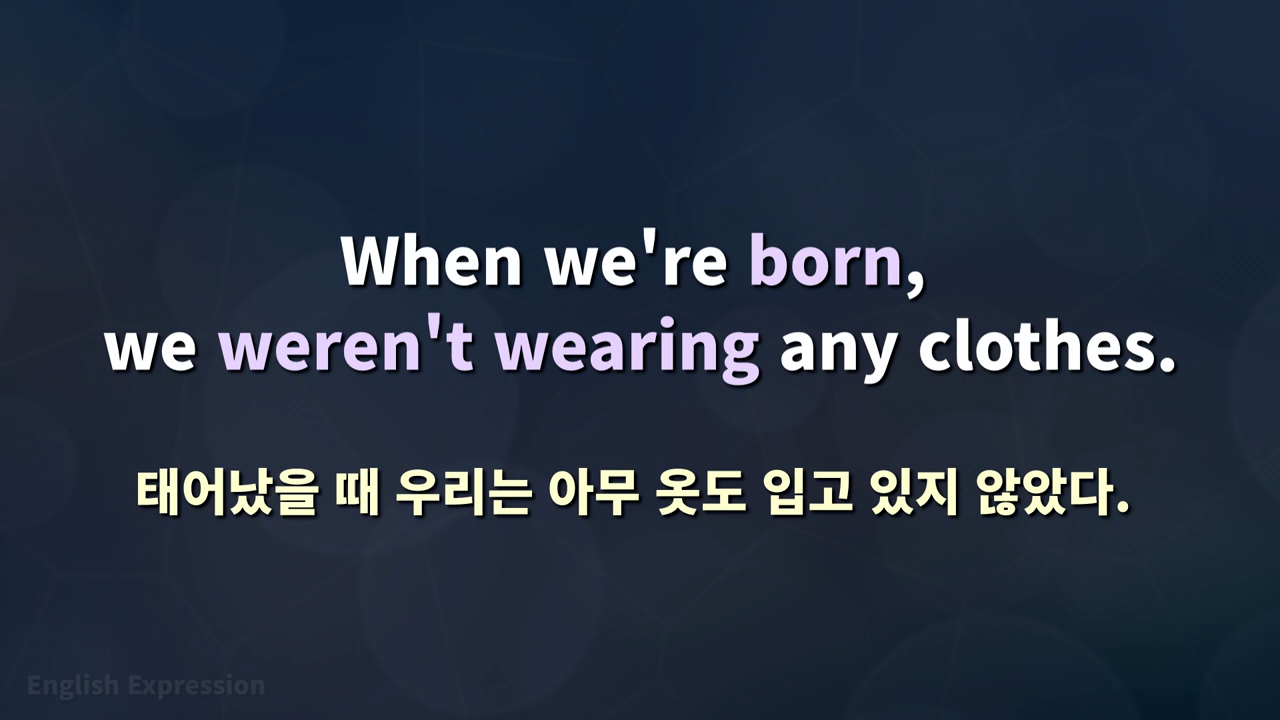 When we're born,
we weren't wearing any clothes.
태어났을 때 우리는 아무 옷도 입고 있지 않았다.
English Expression